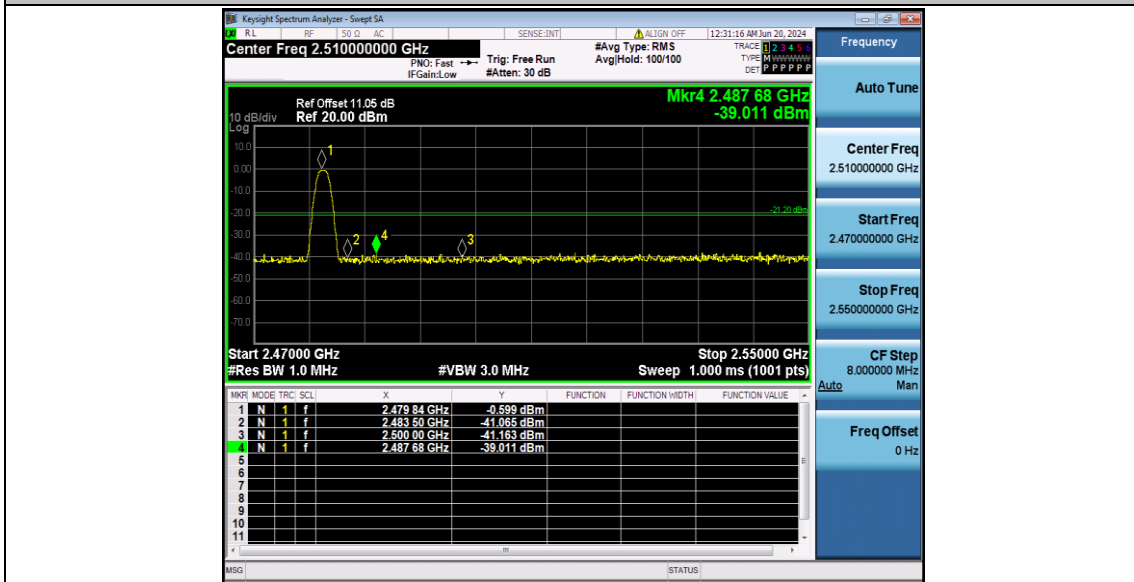 Keysight Spectrum Analyzer - Swept SA
RL RF 50 Ω AC SENSE:INT ALIGN OFF 12:31:16 AM Jun 20, 2024
Center Freq 2.510000000 GHz #Avg Type: RMS TRACE 1 2 3 4 5 6
PNO: Fast Trig: Free Run Avg|Hold: 100/100 TYPE M W W W W W
IFGain:Low #Atten: 30 dB DET P P P P P P
Mkr4 2.487 68 GHz
Ref Offset 11.05 dB
10 dB/div Ref 20.00 dBm -39.011 dBm
Log
10.0
1
0.00
-10.0
-20.0
-21.20 dBm
-30.0
2 4 3
-40.0
-50.0
-60.0
-70.0
Start 2.47000 GHz Stop 2.55000 GHz
#Res BW 1.0 MHz #VBW 3.0 MHz Sweep 1.000 ms (1001 pts)
MKR MODE TRC SCL X Y FUNCTION FUNCTION WIDTH FUNCTION VALUE
1 N 1 f 2.479 84 GHz -0.599 dBm
2 N 1 f 2.483 50 GHz -41.065 dBm
3 N 1 f 2.500 00 GHz -41.163 dBm
4 N 1 f 2.487 68 GHz -39.011 dBm
5
6
7
8
9
10
11
MSG STATUS
Frequency
Auto Tune
Center Freq
2.510000000 GHz
Start Freq
2.470000000 GHz
Stop Freq
2.550000000 GHz
CF Step
8.000000 MHz
Auto Man
Freq Offset
0 Hz